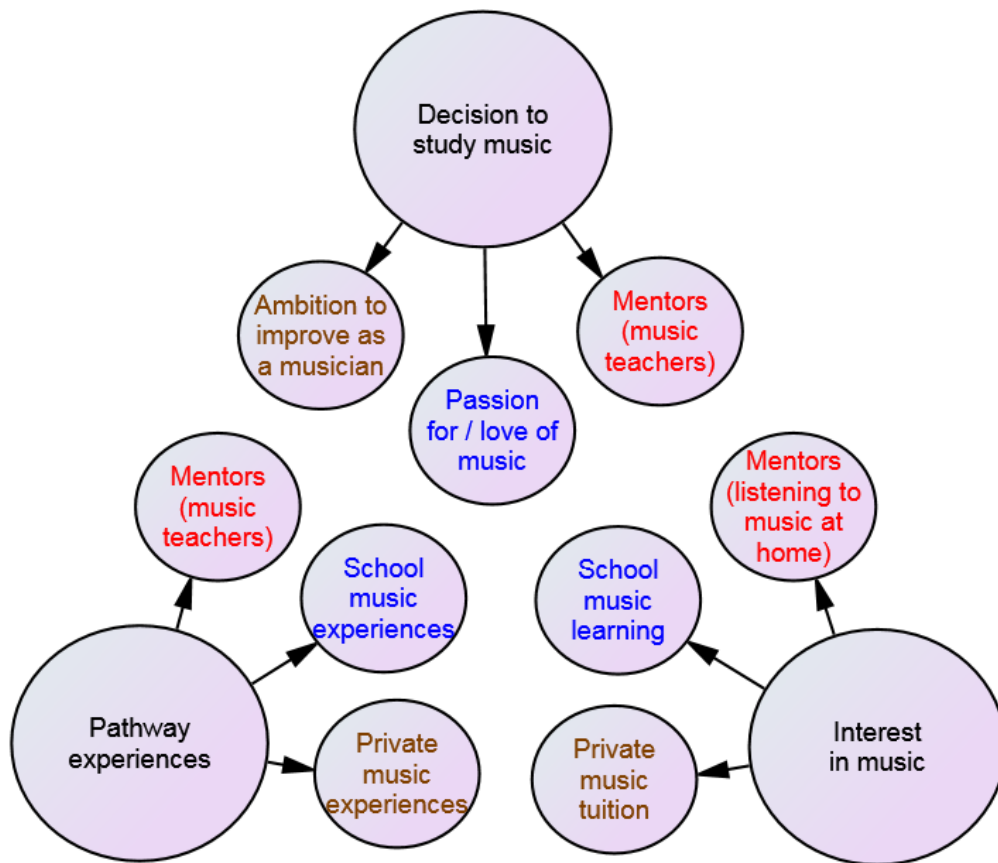 Decision to
study music
Ambition to
improve as
a musician
Passion
for / love of
music
Mentors
(music
teachers)
Mentors
(music
teachers)
School
music
experiences
Private
music
experiences
Pathway
experiences
Mentors
(listening to
music at
home)
School
music
learning
Private
music
tuition
Interest
in music